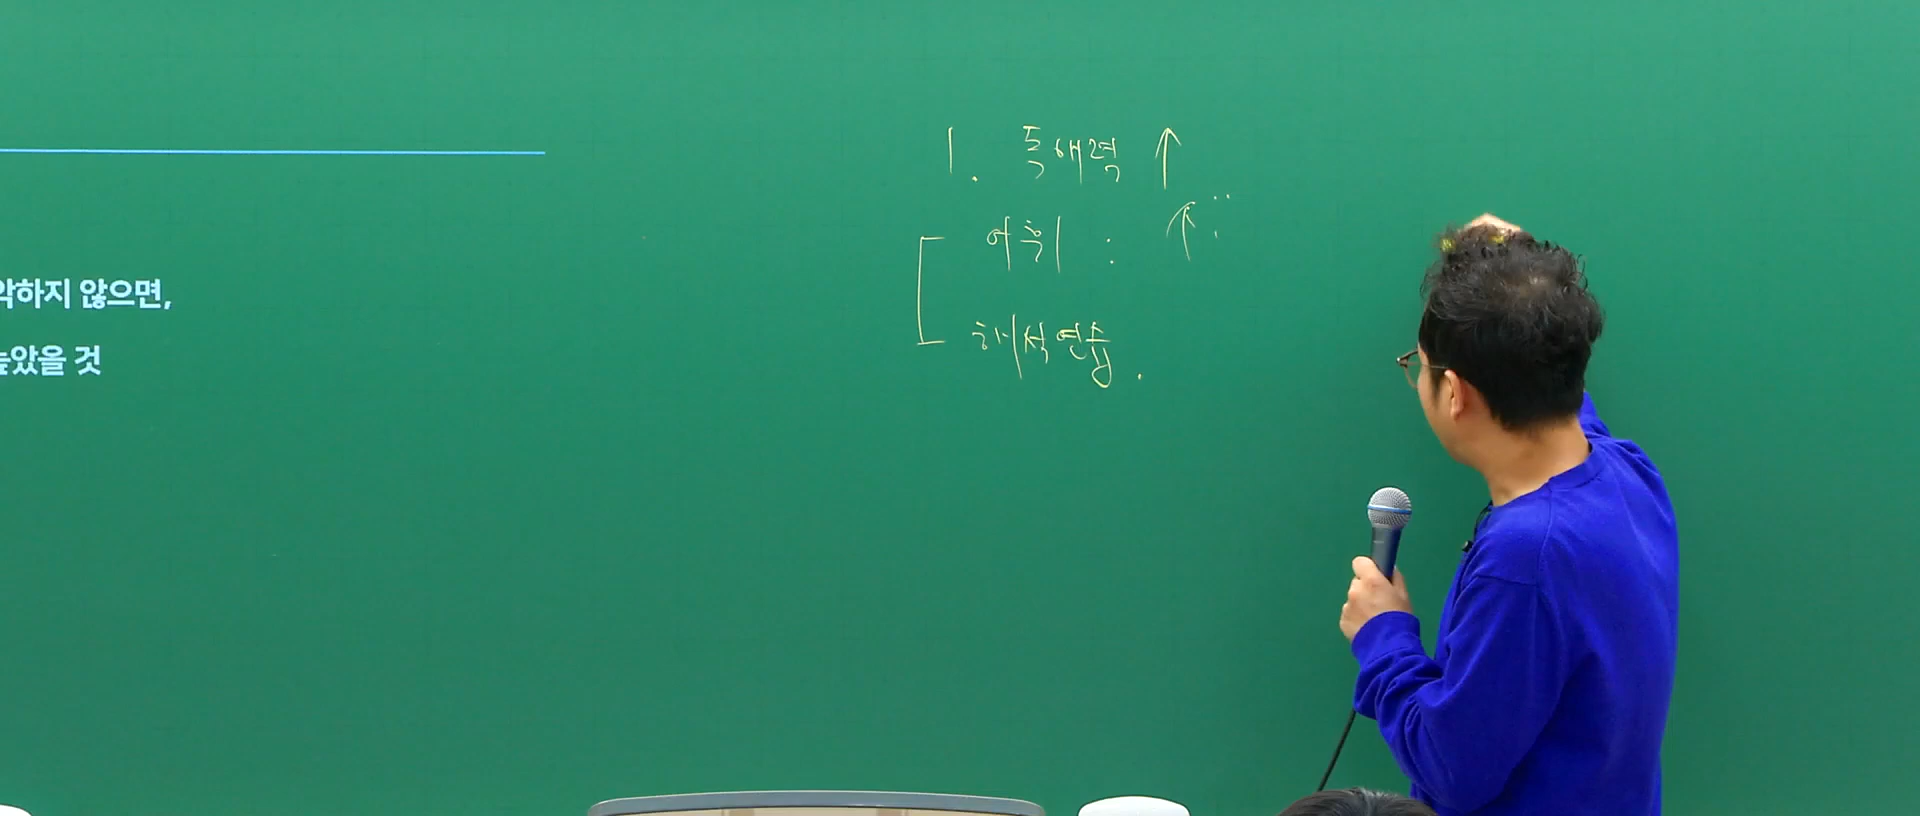 악하지 않으면,
높았을 것
1. 독해력 ↑
어휘 : ↑
해석연습.